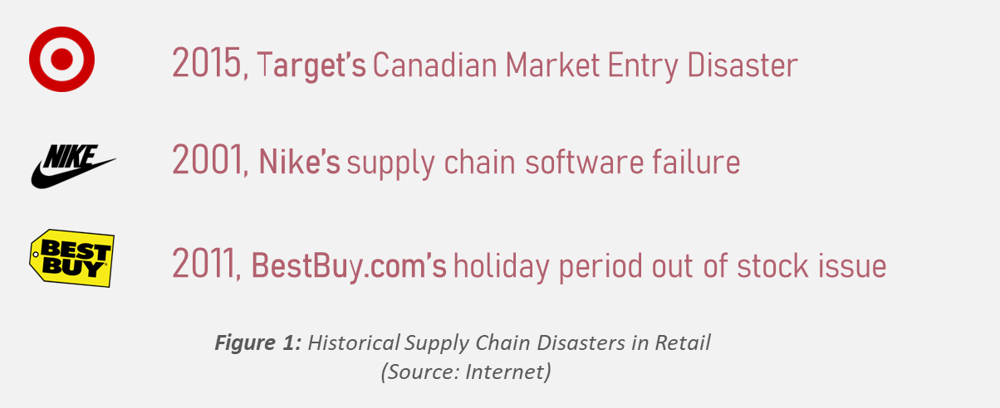 2015, Target’s Canadian Market Entry Disaster
NIKE
2001, Nike’s supply chain software failure
BEST
BUY
2011, BestBuy.com’s holiday period out of stock issue
Figure 1: Historical Supply Chain Disasters in Retail
(Source: Internet)